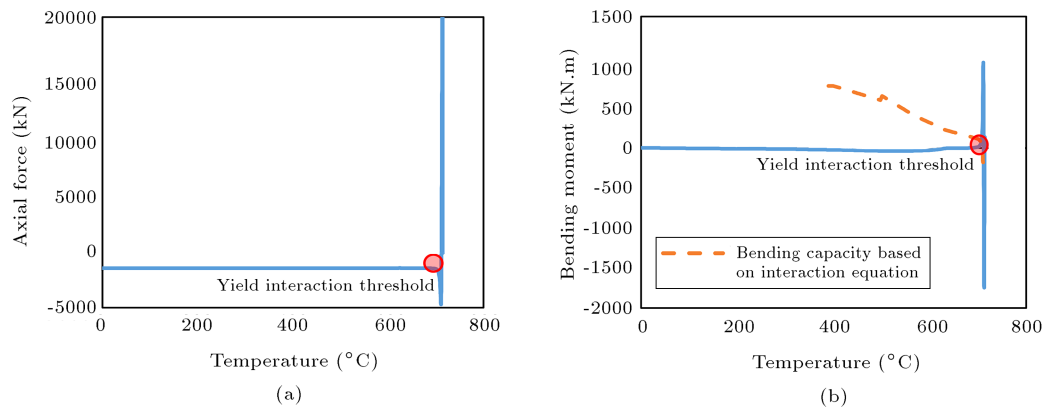 20000
15000
10000
5000
0
-5000
Axial force (kN)
Yield interaction threshold
0
200
400
600
800
Temperature (°C)
(a)
1500
1000
500
0
-500
-1000
-1500
-2000
Bending moment (kN.m)
Yield interaction threshold
Bending capacity based
on interaction equation
0
200
400
600
800
Temperature (°C)
(b)